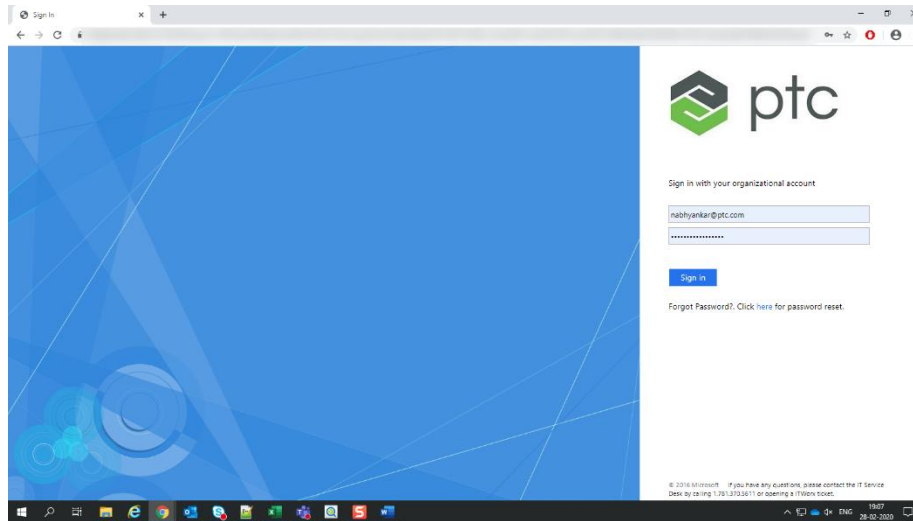 Sign In
ptc
Sign in with your organizational account
nabhyankar@ptc.com
Sign in
Forgot Password?. Click here for password reset.
© 2016 Microsoft If you have any questions, please contact the IT Service
Desk by calling 1.781.370.5611 or opening a ITWorx ticket.
ENG
19:07
28-02-2020